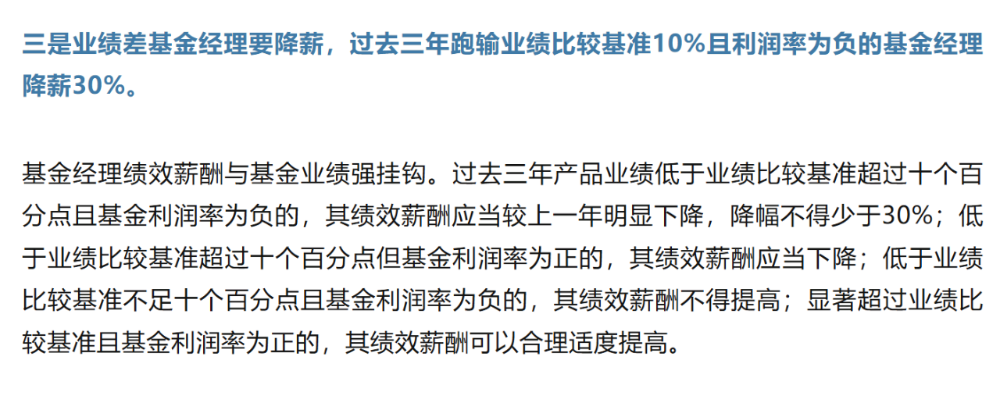 三是业绩差基金经理要降薪，过去三年跑输业绩比较基准10%且利润率为负的基金经理
降薪30%。
基金经理绩效薪酬与基金业绩强挂钩。过去三年产品业绩低于业绩比较基准超过十个百
分点且基金利润率为负的，其绩效薪酬应当较上一年明显下降，降幅不得少于30%；低
于业绩比较基准超过十个百分点但基金利润率为正的，其绩效薪酬应当下降；低于业绩
比较基准不足十个百分点且基金利润率为负的，其绩效薪酬不得提高；显著超过业绩比
较基准且基金利润率为正的，其绩效薪酬可以合理适度提高。